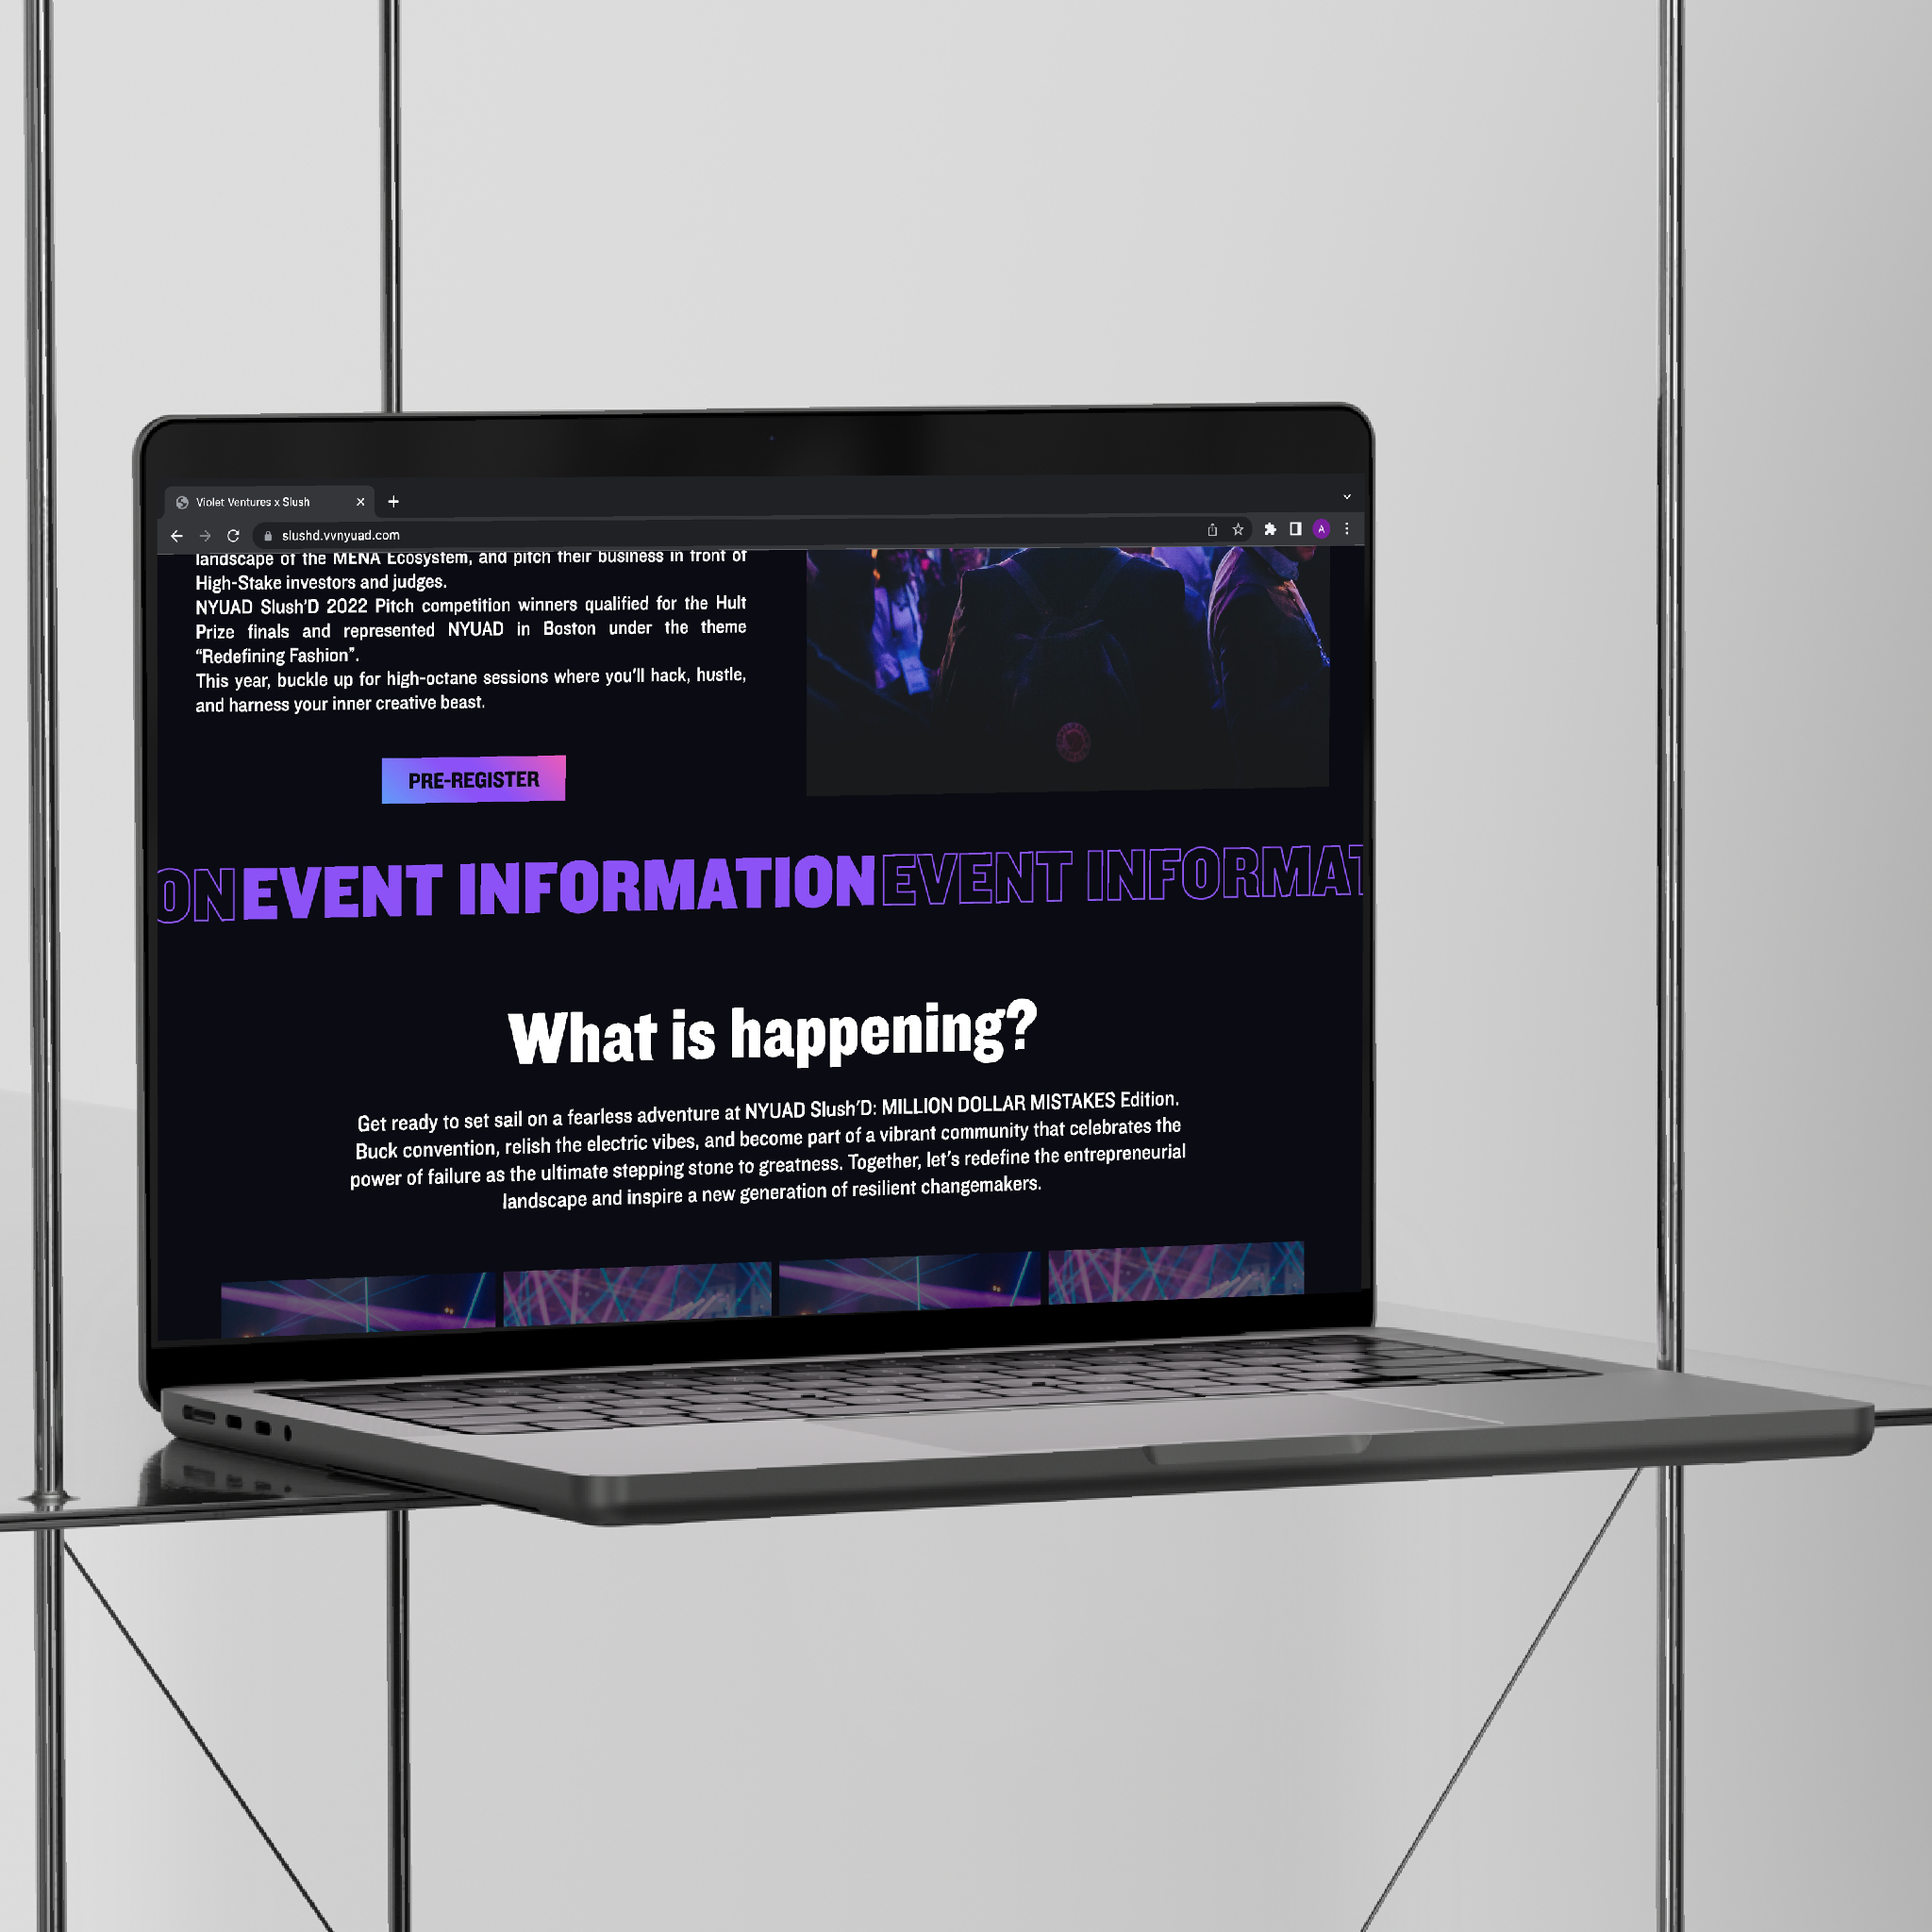 Violet Ventures x Slush
slushd.vvnyuad.com
A
landscape of the MENA Ecosystem, and pitch their business in front of
High-Stake investors and judges.
NYUAD Slush'D 2022 Pitch competition winners qualified for the Hult
Prize finals and represented NYUAD in Boston under the theme
“Redefining Fashion”.
This year, buckle up for high-octane sessions where you'll hack, hustle,
and harness your inner creative beast.
PRE-REGISTER
ON EVENT INFORMATION EVENT INFORMAT
What is happening?
Get ready to set sail on a fearless adventure at NYUAD Slush'D: MILLION DOLLAR MISTAKES Edition.
Buck convention, relish the electric vibes, and become part of a vibrant community that celebrates the
power of failure as the ultimate stepping stone to greatness. Together, let's redefine the entrepreneurial
landscape and inspire a new generation of resilient changemakers.